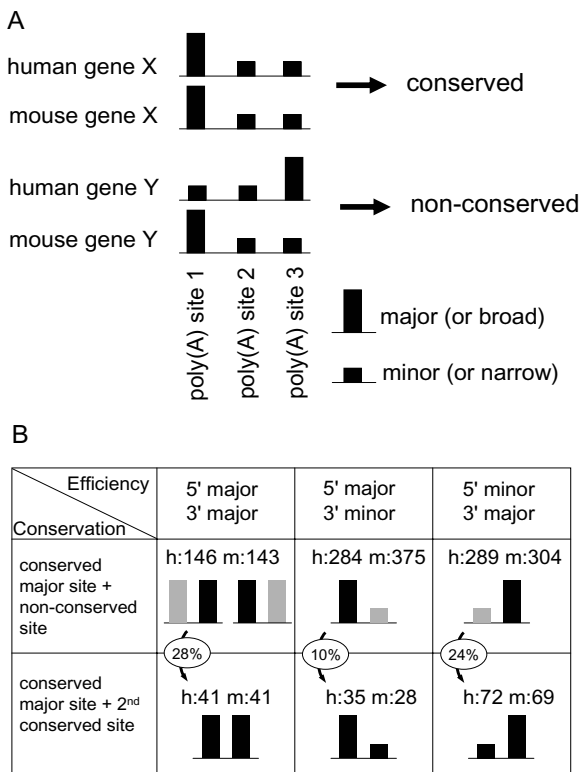 A
human gene X
conserved
mouse gene X
human gene Y
non-conserved
mouse gene Y
poly(A) site 1
poly(A) site 2
poly(A) site 3
major (or broad)
minor (or narrow)
B
Efficiency
Conservation
5' major
3' major
5' major
3' minor
5' minor
3' major
conserved
major site +
non-conserved
site
h:146 m:143
h:284 m:375
h:289 m:304
28%
10%
24%
conserved
major site + 2nd
conserved site
h:41 m:41
h:35 m:28
h:72 m:69